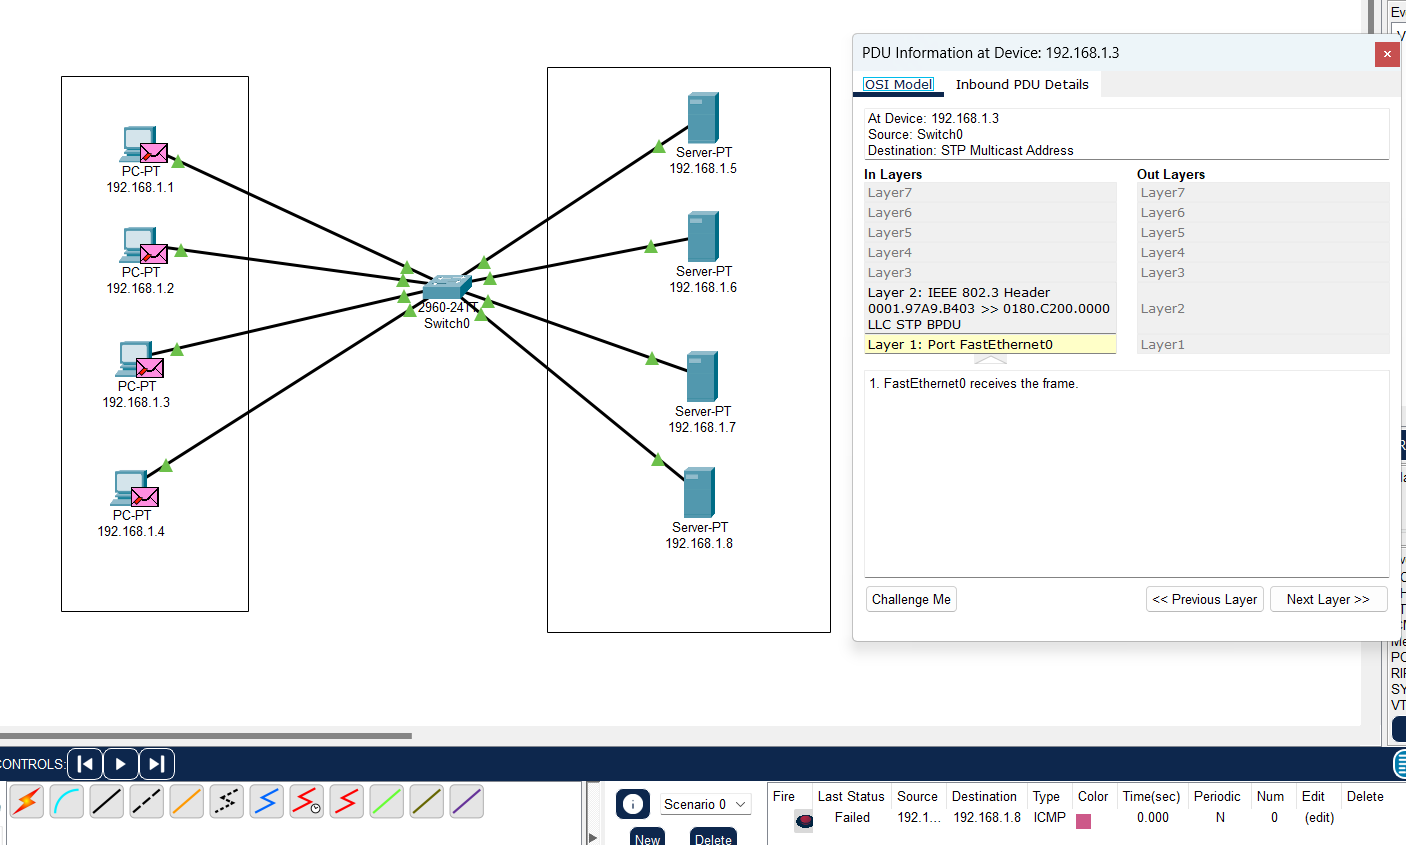 PC-PT
192.168.1.1
PC-PT
192.168.1.2
PC-PT
192.168.1.3
PC-PT
192.168.1.4
2960-24TT
Switch0
Server-PT
192.168.1.5
Server-PT
192.168.1.6
Server-PT
192.168.1.7
Server-PT
192.168.1.8
PDU Information at Device: 192.168.1.3
OSI Model
Inbound PDU Details
At Device: 192.168.1.3
Source: Switch0
Destination: STP Multicast Address
In Layers
Layer7
Layer6
Layer5
Layer4
Layer3
Layer 2: IEEE 802.3 Header
0001.97A9.B403 >> 0180.C200.0000
LLC STP BPDU
Layer 1: Port FastEthernet0
Out Layers
Layer7
Layer6
Layer5
Layer4
Layer3
Layer2
Layer1
1. FastEthernet0 receives the frame.
Challenge Me
<< Previous Layer
Next Layer >>
Ev
PC
RIF
SY
VT
ONTROLS:
Scenario 0
New
Delete
Fire Last Status Source Destination Type Color Time(sec) Periodic Num Edit Delete
Failed 192.1... 192.168.1.8 ICMP 0.000 N 0 (edit)